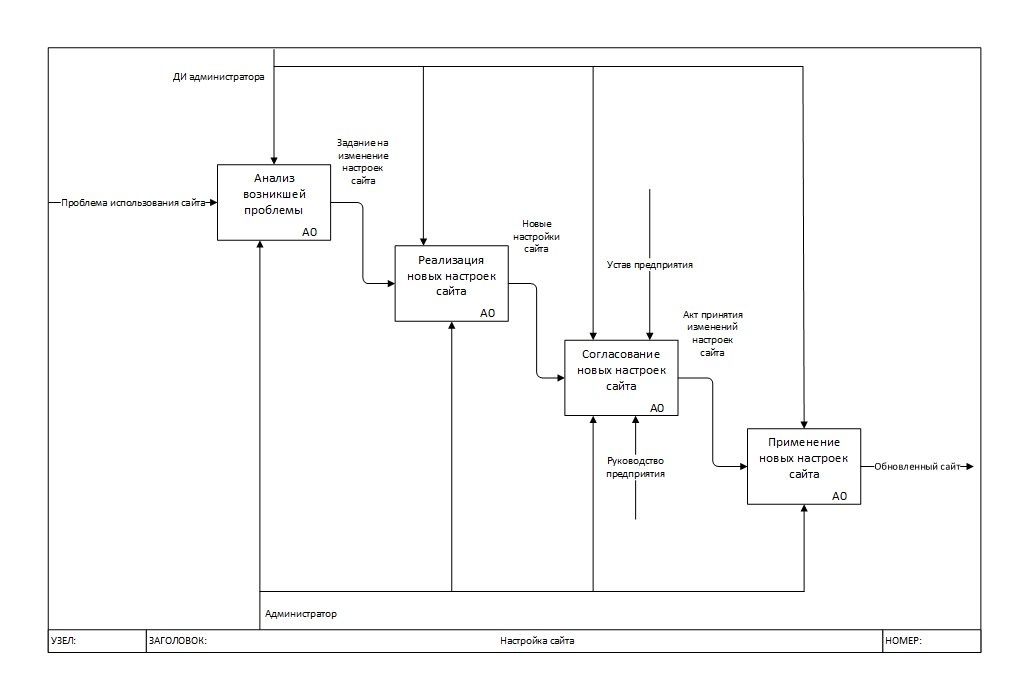 ДИ администратора
Задание на
изменение
настроек
сайта
Анализ
возникшей
проблемы
A0
Проблема использования сайта
Новые
настройки
сайта
Реализация
новых настроек
сайта
A0
Устав предприятия
Акт принятия
изменений
настроек
сайта
Согласование
новых настроек
сайта
A0
Руководство
предприятия
Применение
новых настроек
сайта
A0
Обновленный сайт
Администратор
УЗЕЛ:
ЗАГОЛОВОК:
Настройка сайта
НОМЕР: